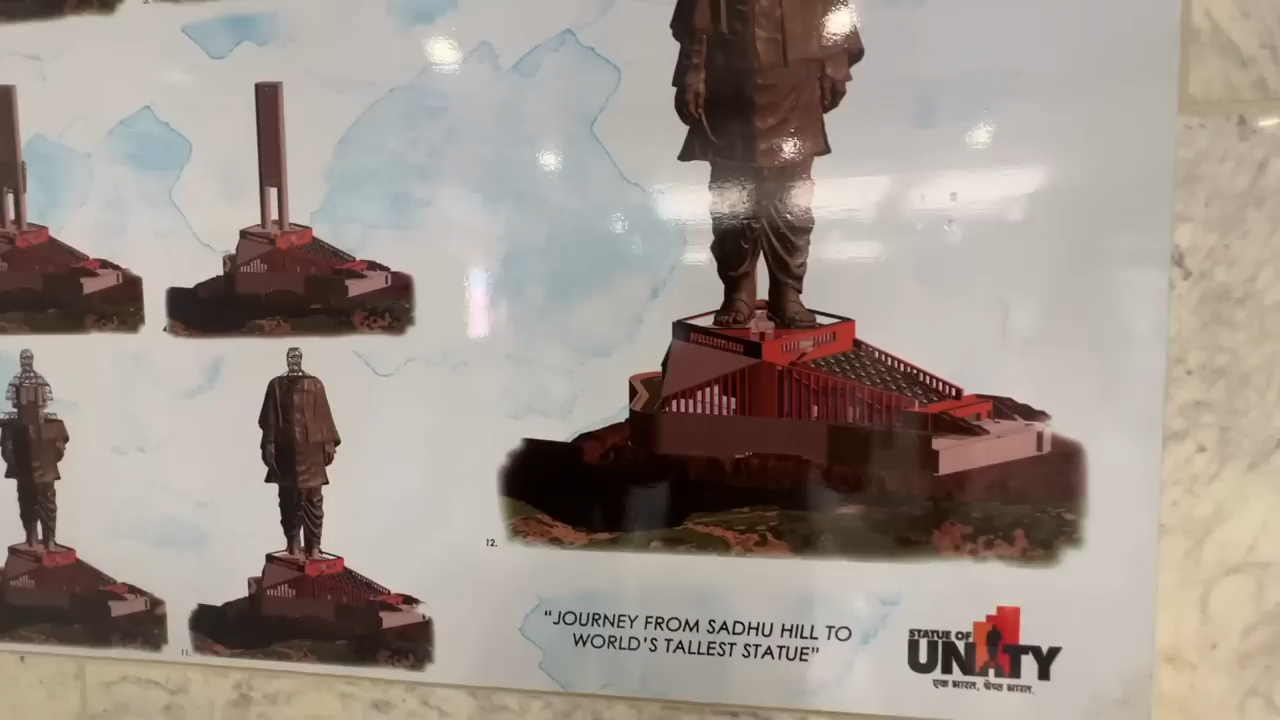 12.
11.
"JOURNEY FROM SADHU HILL TO
WORLD'S TALLEST STATUE"
STATUE OF
UNITY
एक भारत, श्रेष्ठ भारत.